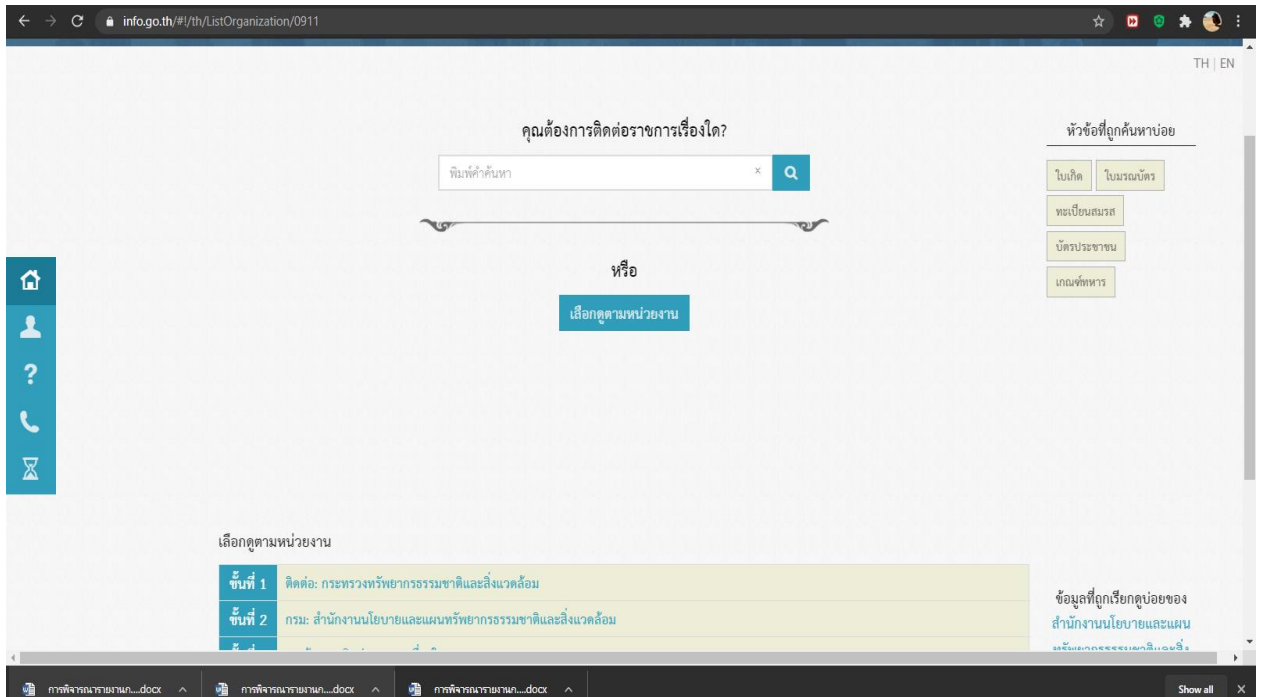 info.go.th/#!/th/ListOrganization/0911
TH | EN
คุณต้องการติดต่อราชการเรื่องใด?
พิมพ์คำค้นหา
×
หรือ
เลือกดูตามหน่วยงาน
หัวข้อที่ถูกค้นหาบ่อย
ใบเกิด
ใบมรณบัตร
ทะเบียนสมรส
บัตรประชาชน
เกณฑ์ทหาร
?
เลือกดูตามหน่วยงาน
ขั้นที่ 1 ติดต่อ: กระทรวงทรัพยากรธรรมชาติและสิ่งแวดล้อม
ขั้นที่ 2 กรม: สำนักงานนโยบายและแผนทรัพยากรธรรมชาติและสิ่งแวดล้อม
ข้อมูลที่ถูกเรียกดูบ่อยของ
สำนักงานนโยบายและแผน
การพิจารณารายงานก....docx
การพิจารณารายงานก....docx
การพิจารณารายงานก....docx
Show all